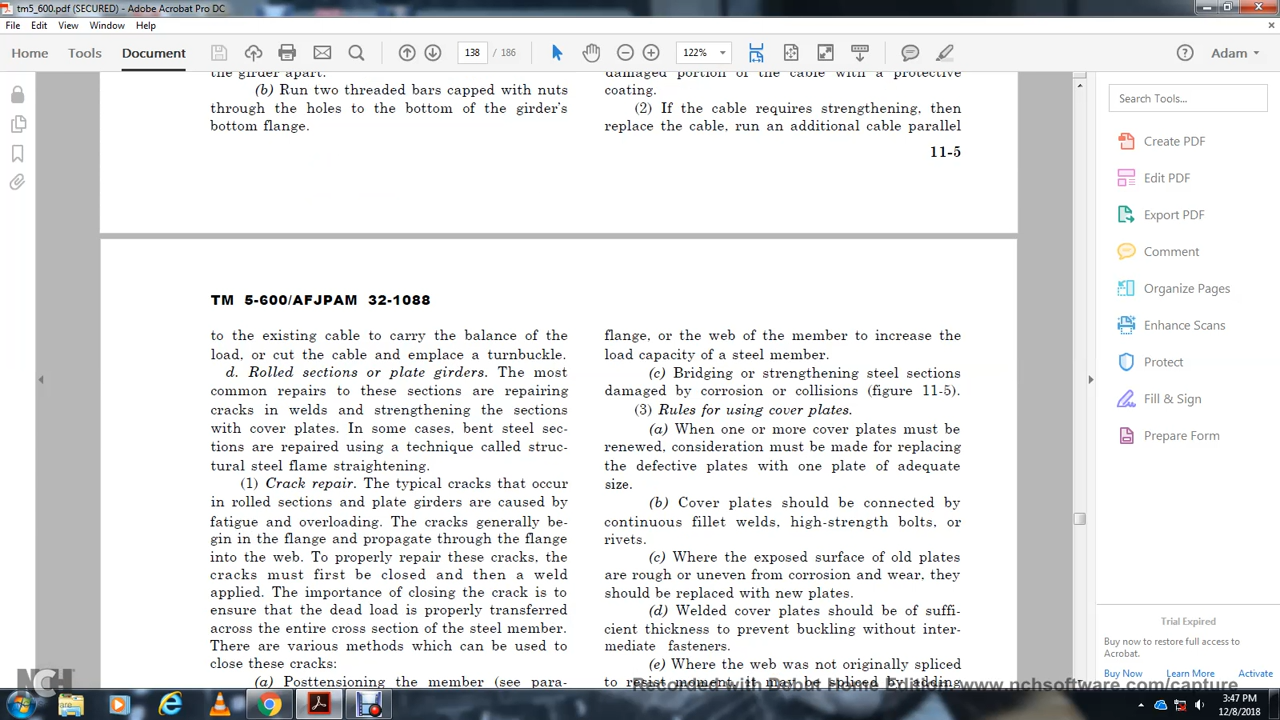 tm5_600.pdf (SECURED) - Adobe Acrobat Pro DC
File Edit View Window Help
Home Tools Document 138 / 186 122% Adam
the girder apart.
(b) Run two threaded bars capped with nuts
through the holes to the bottom of the girder's
bottom flange.
damaged portion of the cable with a protective
coating.
(2) If the cable requires strengthening, then
replace the cable, run an additional cable parallel
11-5
TM 5-600/AFJPAM 32-1088
to the existing cable to carry the balance of the
load, or cut the cable and emplace a turnbuckle.
d. Rolled sections or plate girders. The most
common repairs to these sections are repairing
cracks in welds and strengthening the sections
with cover plates. In some cases, bent steel sec-
tions are repaired using a technique called struc-
tural steel flame straightening.
(1) Crack repair. The typical cracks that occur
in rolled sections and plate girders are caused by
fatigue and overloading. The cracks generally be-
gin in the flange and propagate through the flange
into the web. To properly repair these cracks, the
cracks must first be closed and then a weld
applied. The importance of closing the crack is to
ensure that the dead load is properly transferred
across the entire cross section of the steel member.
There are various methods which can be used to
close these cracks:
(a) Posttensioning the member (see para-
flange, or the web of the member to increase the
load capacity of a steel member.
(c) Bridging or strengthening steel sections
damaged by corrosion or collisions (figure 11-5).
(3) Rules for using cover plates.
(a) When one or more cover plates must be
renewed, consideration must be made for replacing
the defective plates with one plate of adequate
size.
(b) Cover plates should be connected by
continuous fillet welds, high-strength bolts, or
rivets.
(c) Where the exposed surface of old plates
are rough or uneven from corrosion and wear, they
should be replaced with new plates.
(d) Welded cover plates should be of suffi-
cient thickness to prevent buckling without inter-
mediate fasteners.
(e) Where the web was not originally spliced
to resist moment, it may be spliced by adding
Search Tools...
Create PDF
Edit PDF
Export PDF
Comment
Organize Pages
Enhance Scans
Protect
Fill & Sign
Prepare Form
Trial Expired
Buy now to restore full access to
Acrobat.
Buy Now Learn More Activate
NCH
Recorded with Debut Home Edition: www.nchsoftware.com/capture
3:47 PM
12/8/2018